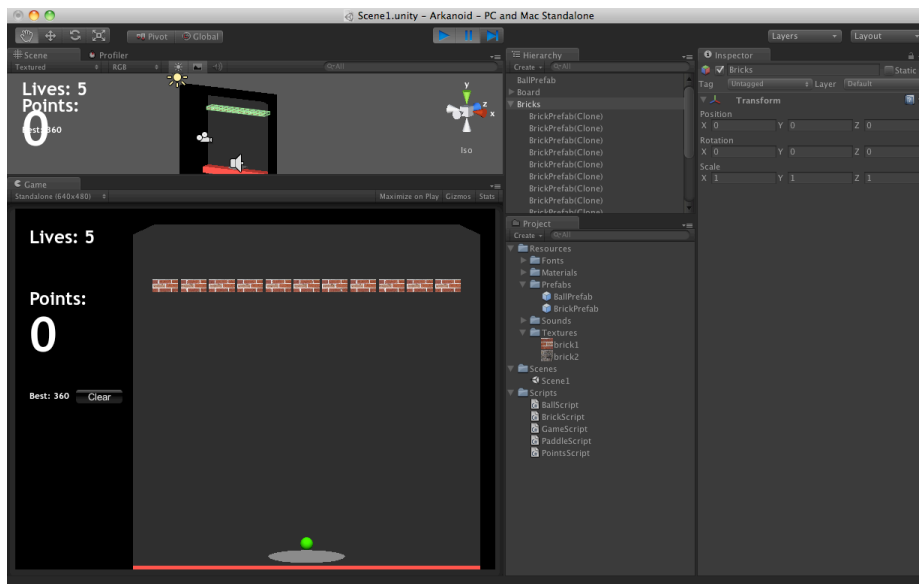 Scene1.unity - Arkanoid - PC and Mac Standalone
Pivot Global Layers Layout
Scene Profiler
Textured RGB All
Lives: 5
Points:
0
Best: 360
y
z
x
Iso
Game
Standalone (640x480) Maximize on Play Gizmos Stats
Lives: 5
Points:
0
Best: 360 Clear
Hierarchy
Create All
BallPrefab
Board
Bricks
BrickPrefab(Clone)
BrickPrefab(Clone)
BrickPrefab(Clone)
BrickPrefab(Clone)
BrickPrefab(Clone)
BrickPrefab(Clone)
BrickPrefab(Clone)
BrickPrefab(Clone)
BrickPrefab(Clone)
Project
Create All
Resources
Fonts
Materials
Prefabs
BallPrefab
BrickPrefab
Sounds
Textures
brick1
brick2
Scenes
Scene1
Scripts
BallScript
BrickScript
GameScript
PaddleScript
PointsScript
Inspector
Bricks Static
Tag Untagged Layer Default
Transform
Position
X 0 Y 0 Z 0
Rotation
X 0 Y 0 Z 0
Scale
X 1 Y 1 Z 1